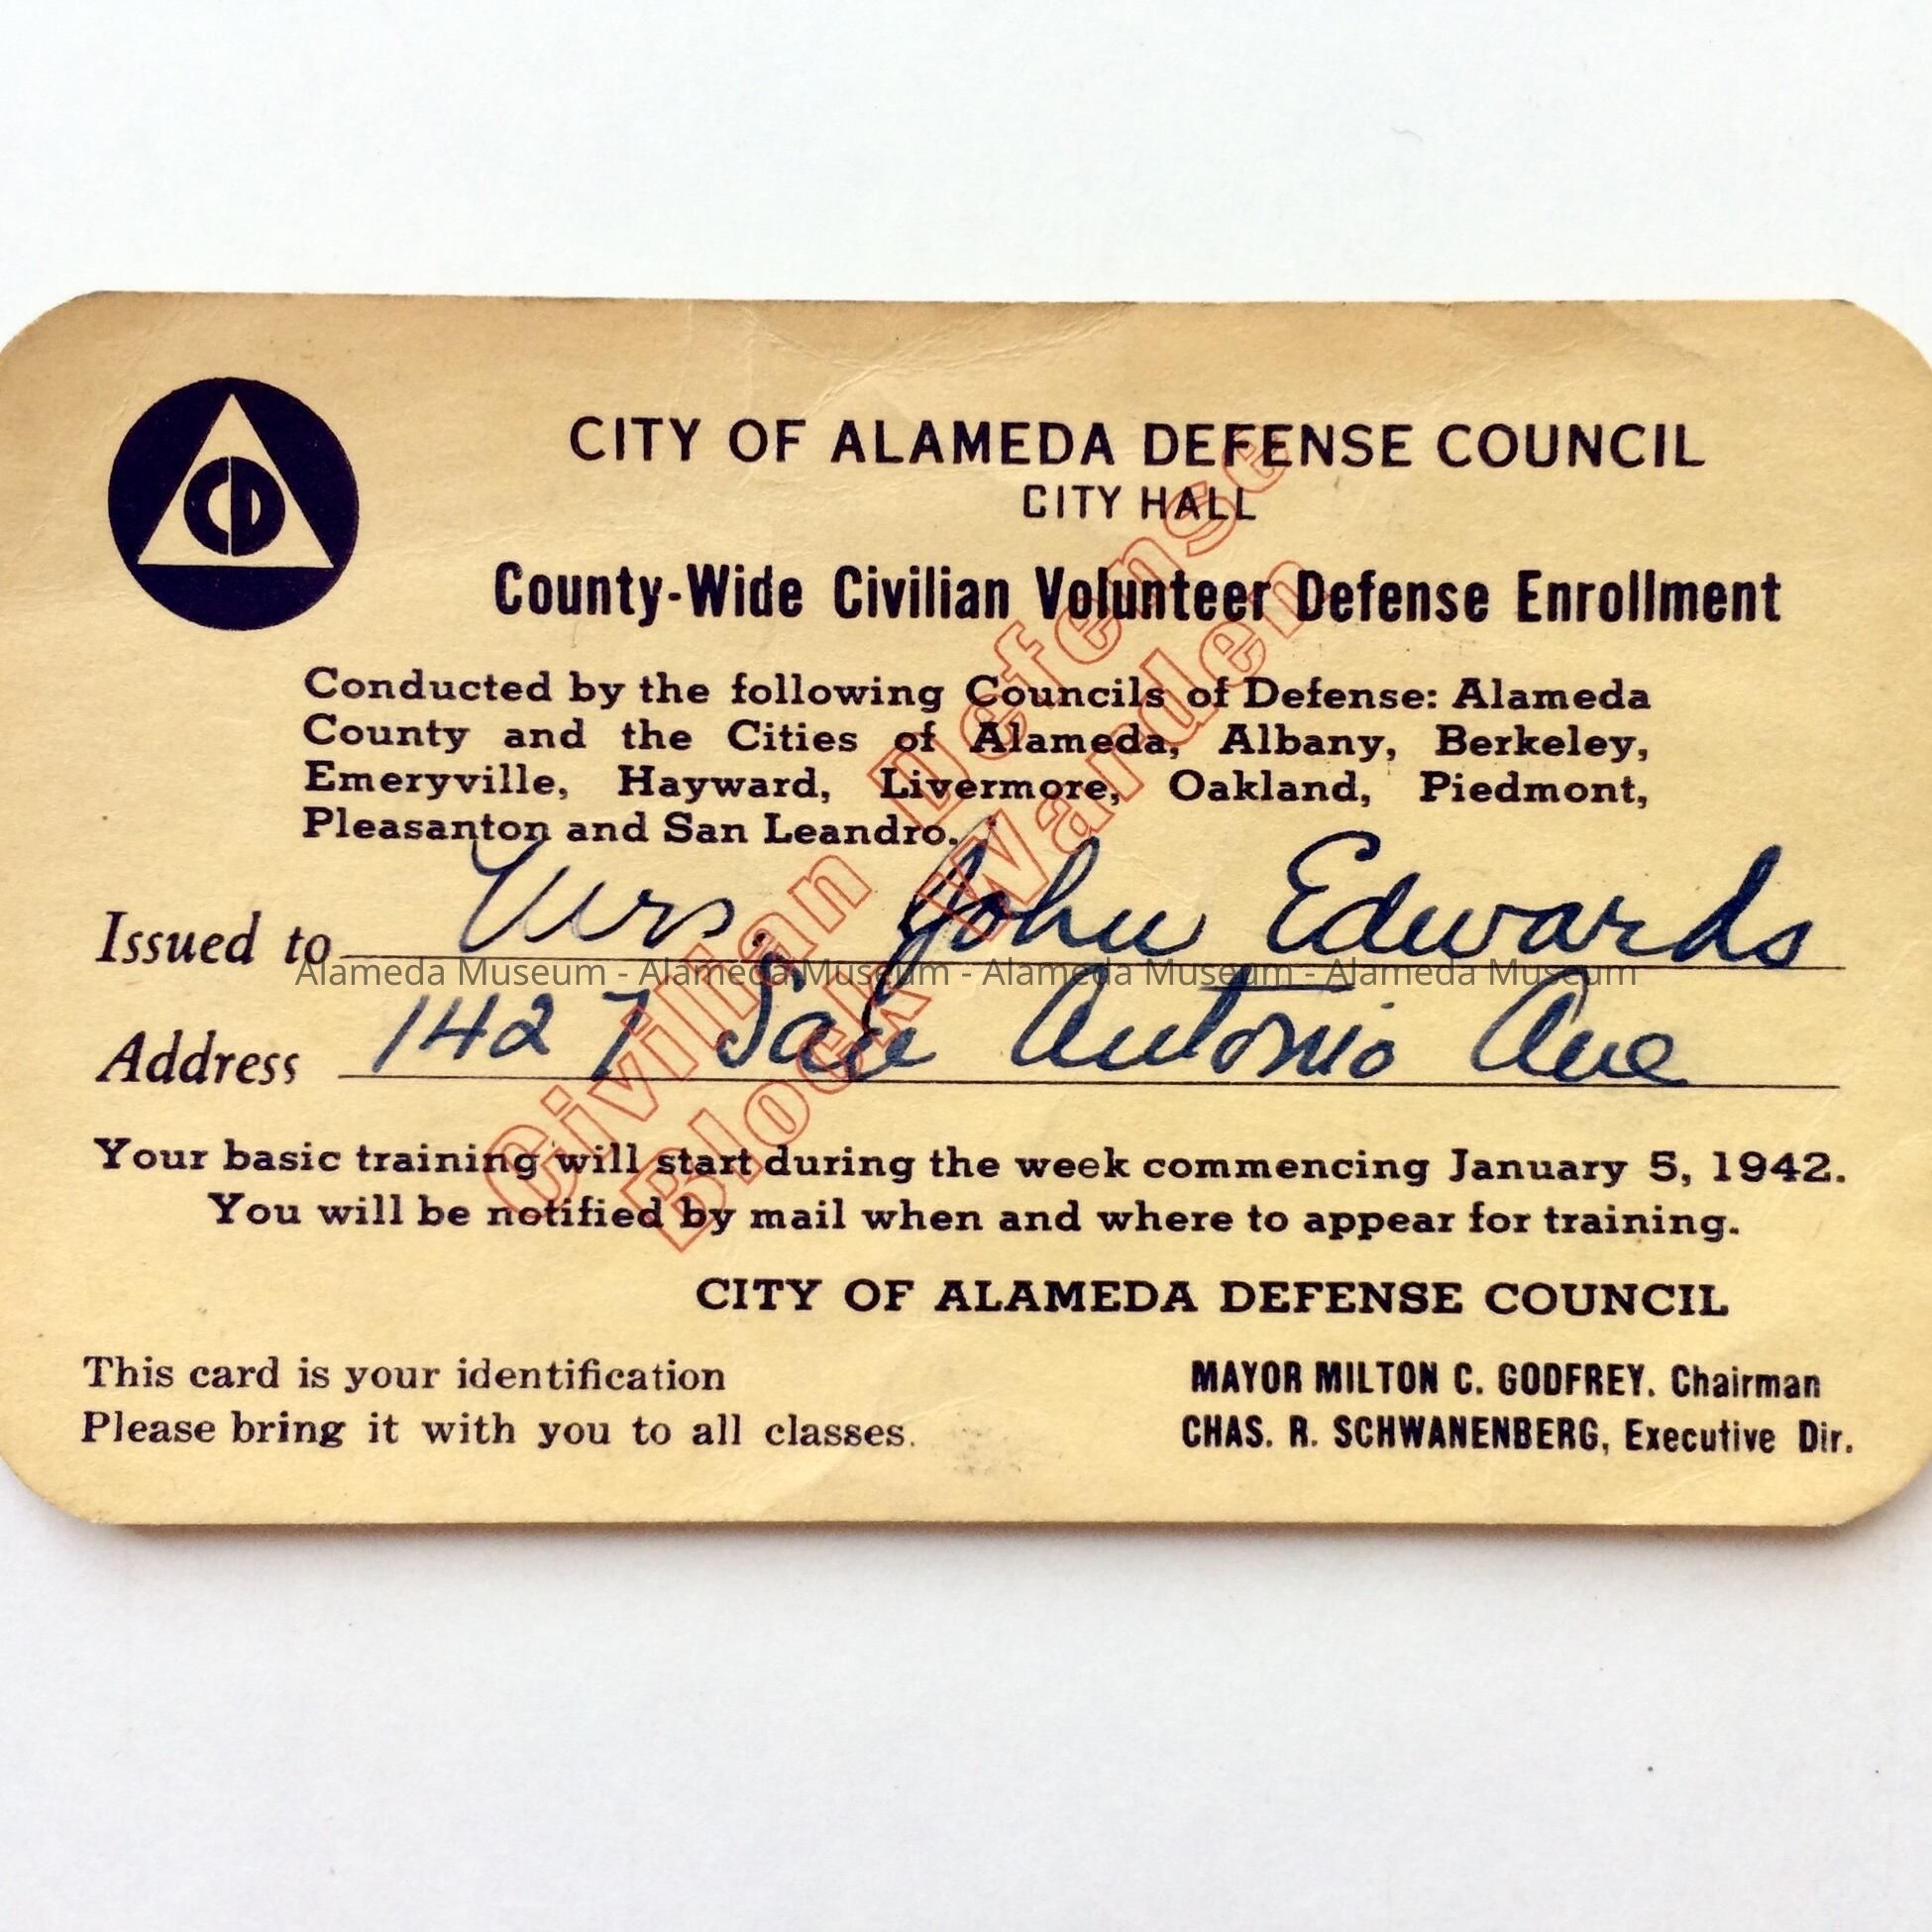 CD
CITY OF ALAMEDA DEFENSE COUNCIL
CITY HALL
County-Wide Civilian Volunteer Defense Enrollment
Conducted by the following Councils of Defense: Alameda
County and the Cities of Alameda, Albany, Berkeley,
Emeryville, Hayward, Livermore, Oakland, Piedmont,
Pleasanton and San Leandro.
Civilian Defense
Block Warden
Issued to Mrs. John Edwards
Alameda Museum - Alameda Museum - Alameda Museum - Alameda Museum
Address 1427 San Antonio Ave
Your basic training will start during the week commencing January 5, 1942.
You will be notified by mail when and where to appear for training.
CITY OF ALAMEDA DEFENSE COUNCIL
This card is your identification
Please bring it with you to all classes.
MAYOR MILTON C. GODFREY. Chairman
CHAS. R. SCHWANENBERG, Executive Dir.